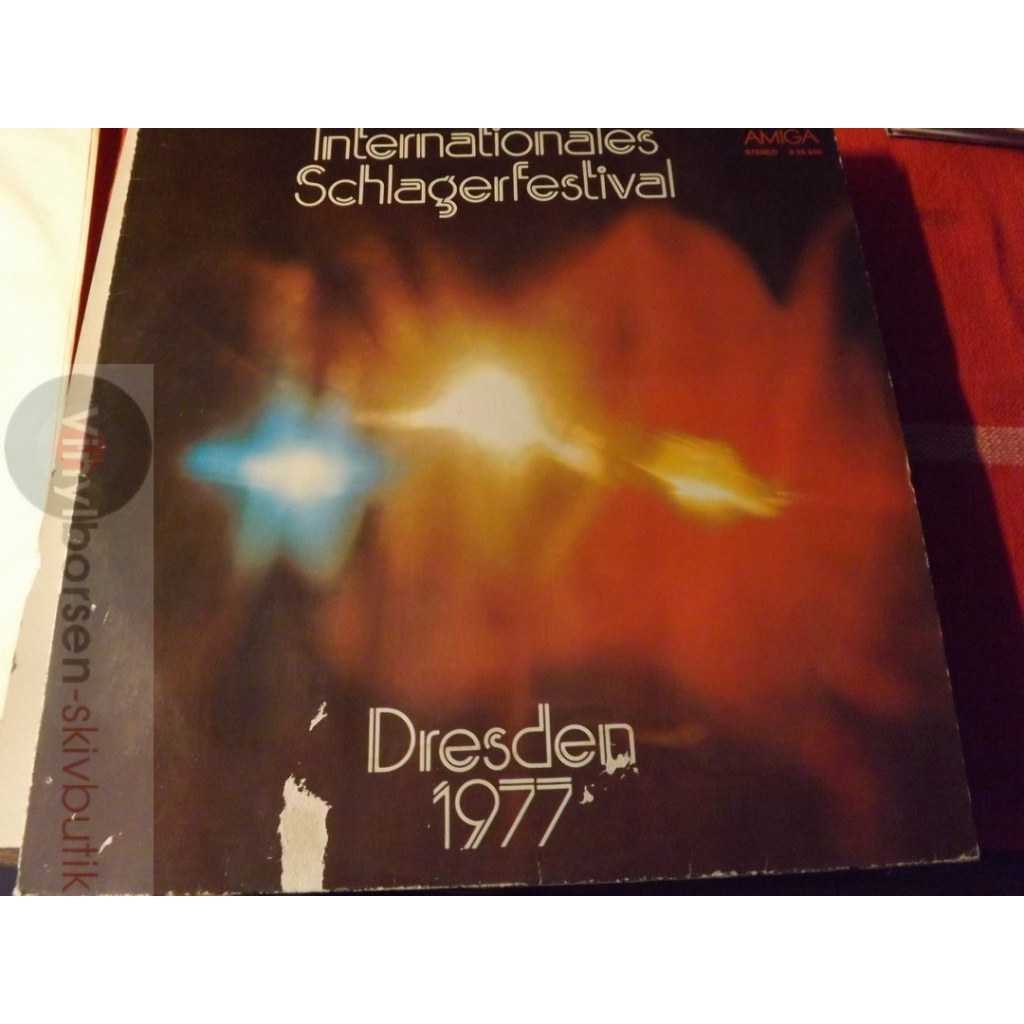 Internationales
Schlagerfestival
AMIGA
STEREO
Dresden
1977
vinylborsen-skivbutik